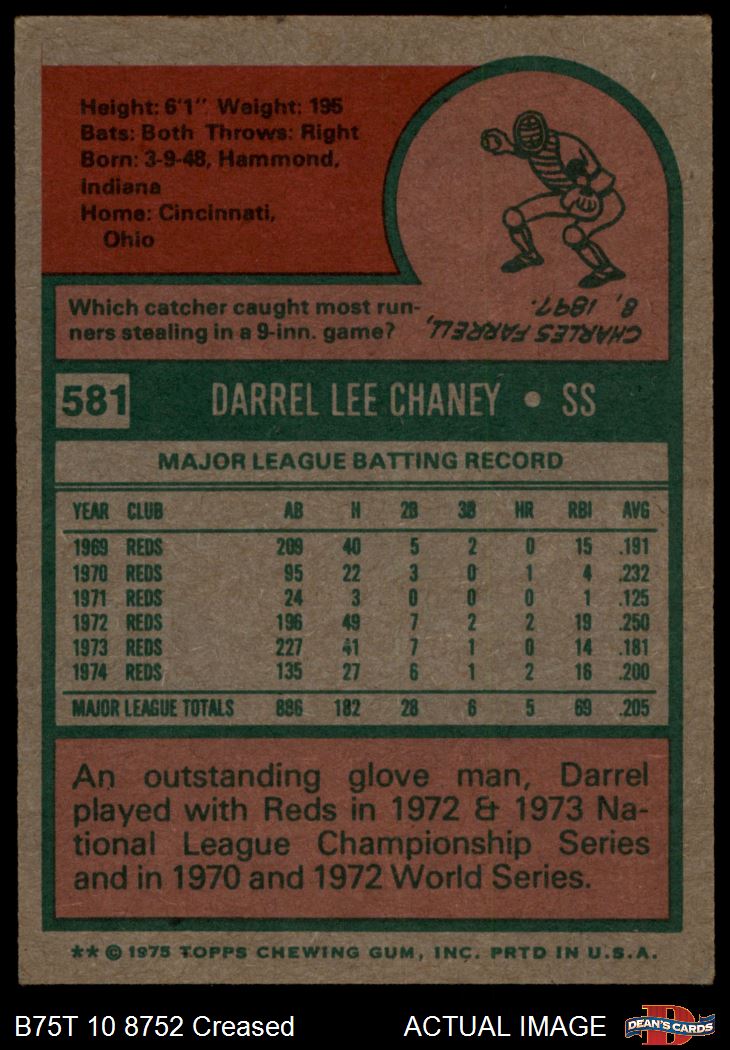 Height: 6'1" Weight: 195
Bats: Both Throws: Right
Born: 3-9-48, Hammond,
Indiana
Home: Cincinnati,
Ohio
Which catcher caught most run-
ners stealing in a 9-inn. game?
CHARLES FARRELL,
8, 1897.
581 DARREL LEE CHANEY • SS
MAJOR LEAGUE BATTING RECORD
YEAR CLUB AB H 2B 3B HR RBI AVG
1969 REDS 209 40 5 2 0 15 .191
1970 REDS 95 22 3 0 1 4 .232
1971 REDS 24 3 0 0 0 1 .125
1972 REDS 196 49 7 2 2 19 .250
1973 REDS 227 41 7 1 0 14 .181
1974 REDS 135 27 6 1 2 16 .200
MAJOR LEAGUE TOTALS 886 182 28 6 5 69 .205
An outstanding glove man, Darrel
played with Reds in 1972 & 1973 Na-
tional League Championship Series
and in 1970 and 1972 World Series.
** © 1975 TOPPS CHEWING GUM, INC. PRTD IN U.S.A.
B75T 10 8752 Creased ACTUAL IMAGE
DEAN'S CARDS